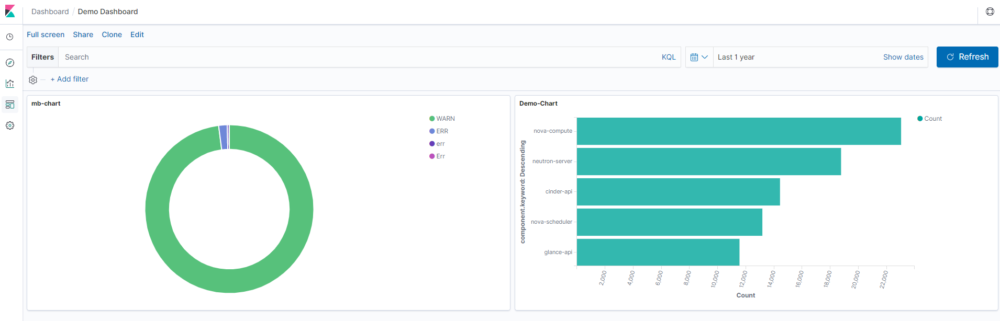 Dashboard / Demo Dashboard
Full screen Share Clone Edit
Filters Search KQL Last 1 year Show dates Refresh
+ Add filter
mb-chart
WARN
ERR
err
Err
Demo-Chart
Count
component.keyword: Descending
nova-compute
neutron-server
cinder-api
nova-scheduler
glance-api
2,000 4,000 6,000 8,000 10,000 12,000 14,000 16,000 18,000 20,000 22,000
Count